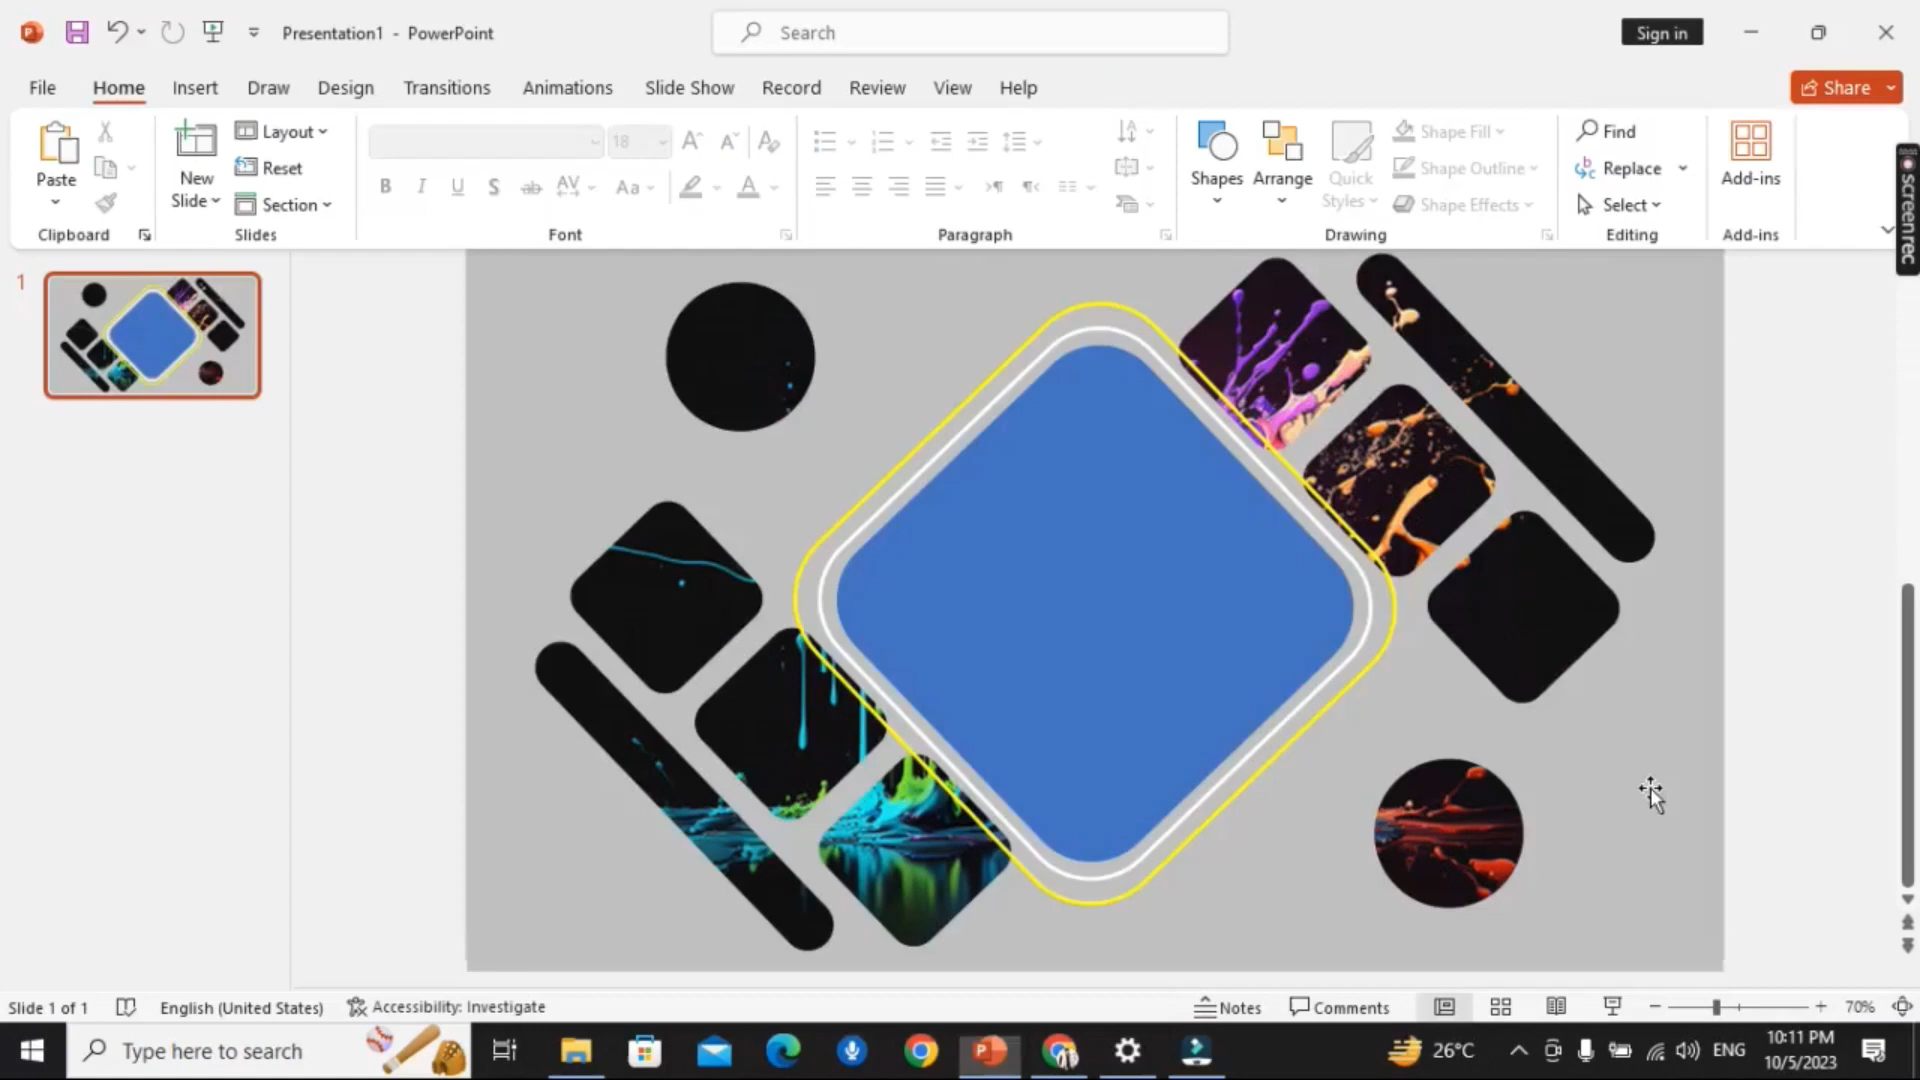 Presentation1 - PowerPoint
Search
Sign in
File Home Insert Draw Design Transitions Animations Slide Show Record Review View Help
Share
Paste
Clipboard
New
Slide
Layout
Reset
Section
Slides
18
B I U S ab AV Aa A
Font
Paragraph
Shapes
Arrange
Quick
Styles
Shape Fill
Shape Outline
Shape Effects
Drawing
Find
Replace
Select
Editing
Add-ins
Add-ins
screenrec
1
Slide 1 of 1 English (United States) Accessibility: Investigate
Notes Comments 70%
Type here to search
26°C
ENG
10:11 PM
10/5/2023